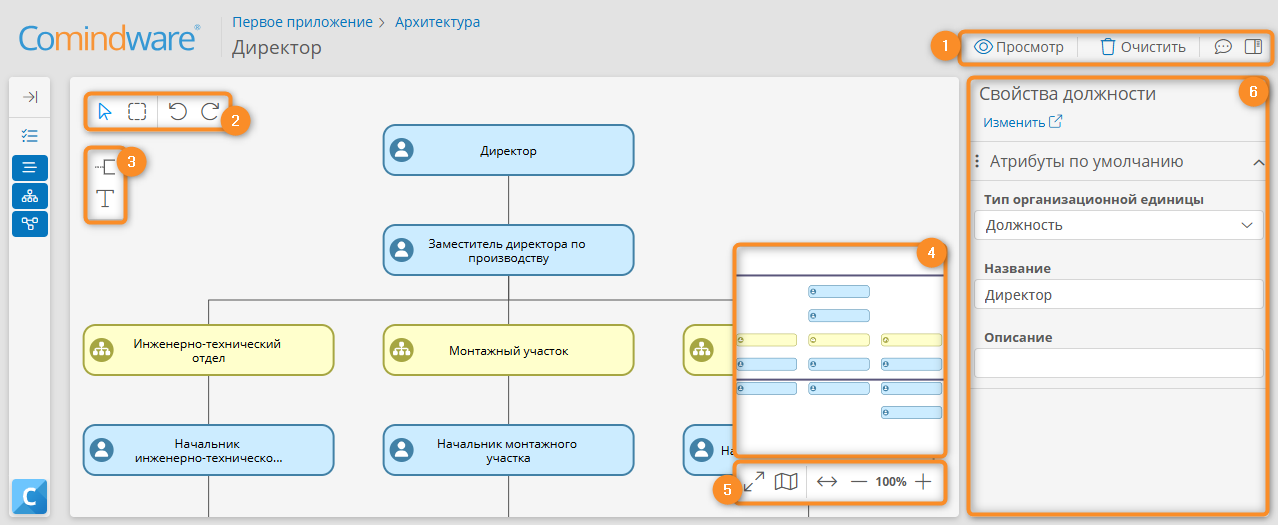 Comindware®
Первое приложение > Архитектура
Директор
1
Просмотр
Очистить
2
3
Директор
Заместитель директора по
производству
Инженерно-технический
отдел
Монтажный участок
Начальник
инженерно-техническо...
Начальник монтажного
участка
4
5
100%
6
Свойства должности
Изменить
Атрибуты по умолчанию
Тип организационной единицы
Должность
Название
Директор
Описание
C